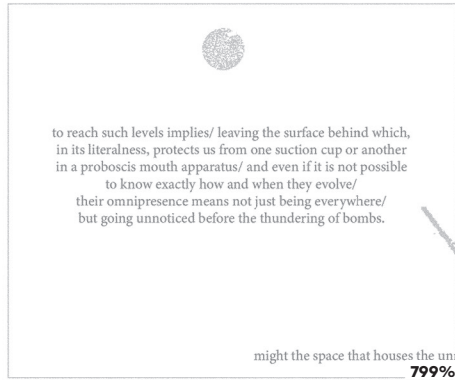 to reach such levels implies/ leaving the surface behind which,
in its literalness, protects us from one suction cup or another
in a proboscis mouth apparatus/ and even if it is not possible
to know exactly how and when they evolve/
their omnipresence means not just being everywhere/
but going unnoticed before the thundering of bombs.
might the space that houses the
799%